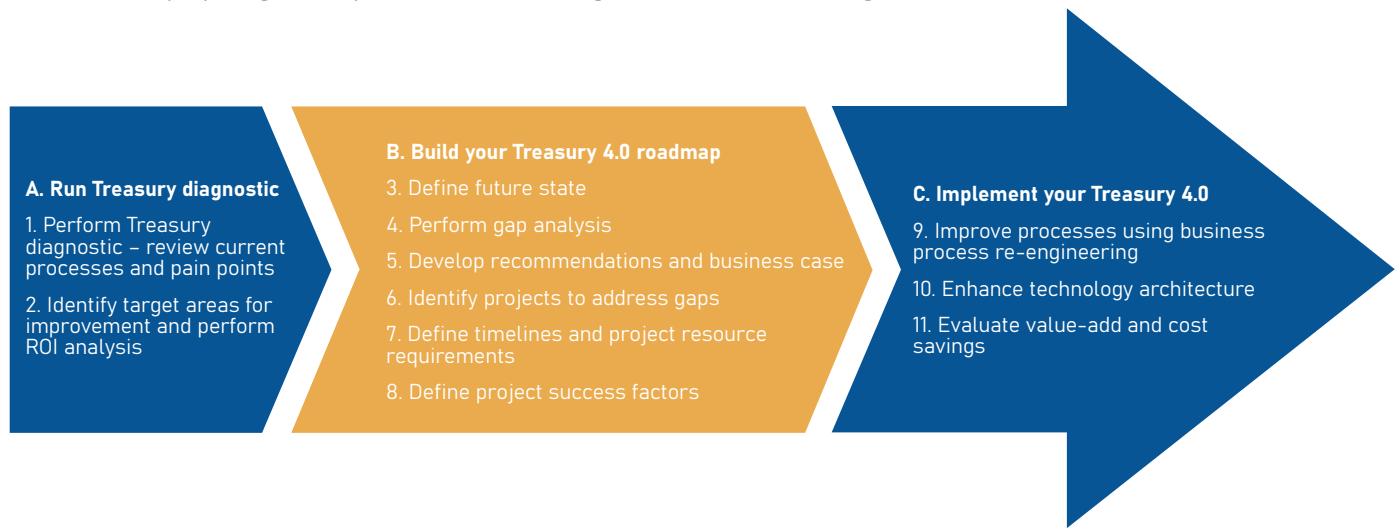 A. Run Treasury diagnostic
1. Perform Treasury
diagnostic – review current
processes and pain points
2. Identify target areas for
improvement and perform
ROI analysis
B. Build your Treasury 4.0 roadmap
3. Define future state
4. Perform gap analysis
5. Develop recommendations and business case
6. Identify projects to address gaps
7. Define timelines and project resource
requirements
8. Define project success factors
C. Implement your Treasury 4.0
9. Improve processes using business
process re-engineering
10. Enhance technology architecture
11. Evaluate value-add and cost
savings